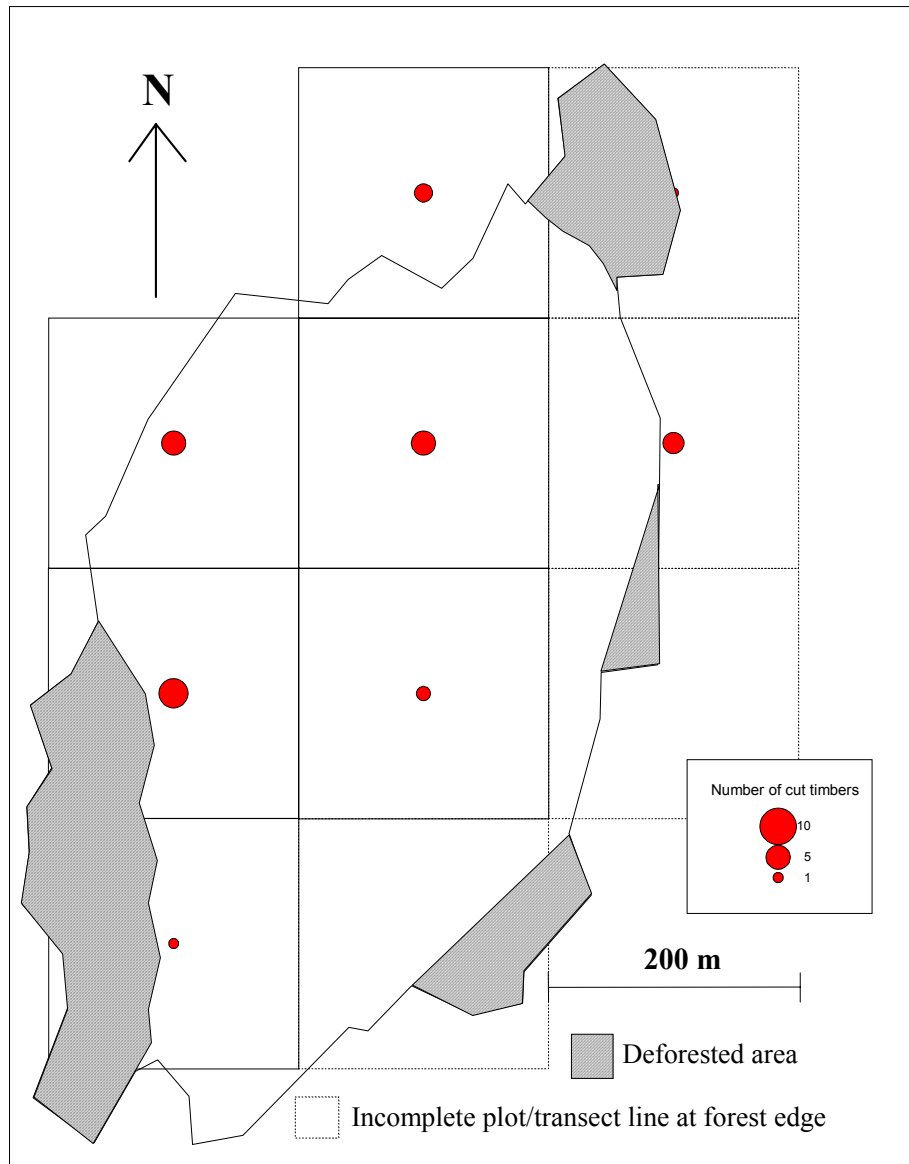 N
Number of cut timbers
10
5
1
200 m
Deforested area
Incomplete plot/transect line at forest edge